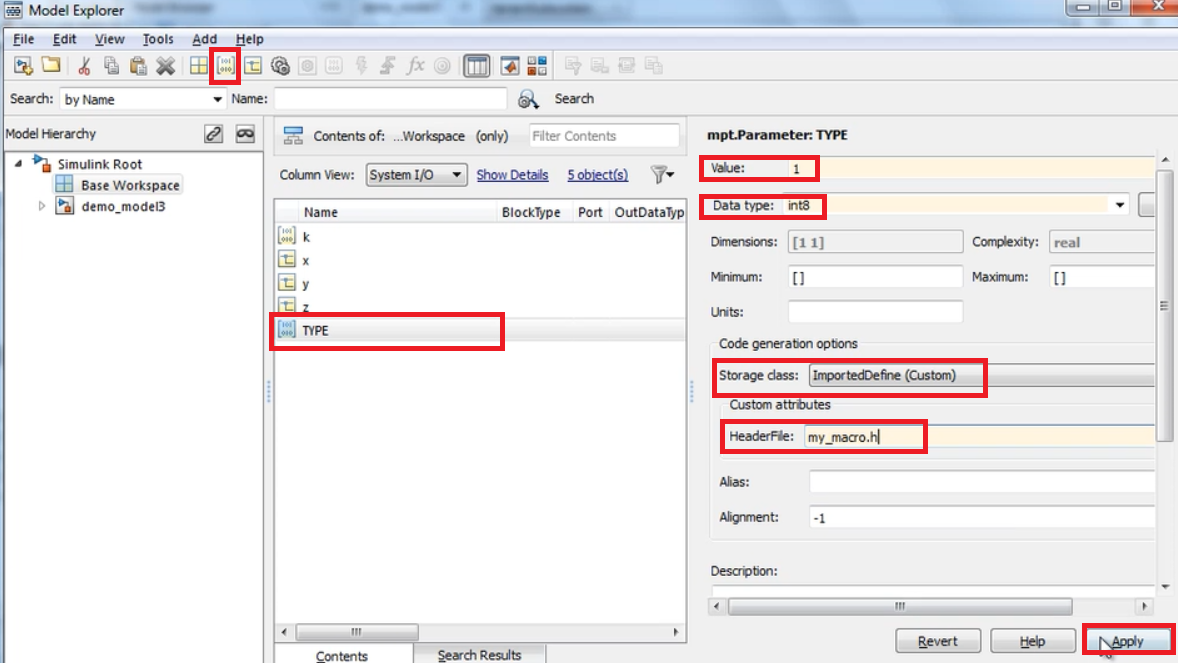 Model Explorer
File Edit View Tools Add Help
Search: by Name Name: Search
Model Hierarchy
Simulink Root
Base Workspace
demo_model3
Contents of: ...Workspace (only) Filter Contents
Column View: System I/O Show Details 5 object(s)
Name BlockType Port OutDataTyp
k
x
y
z
TYPE
Contents Search Results
mpt.Parameter: TYPE
Value: 1
Data type: int8
Dimensions: [1 1] Complexity: real
Minimum: [] Maximum: []
Units:
Code generation options
Storage class: ImportedDefine (Custom)
Custom attributes
HeaderFile: my_macro.h
Alias:
Alignment: -1
Description:
Revert Help Apply